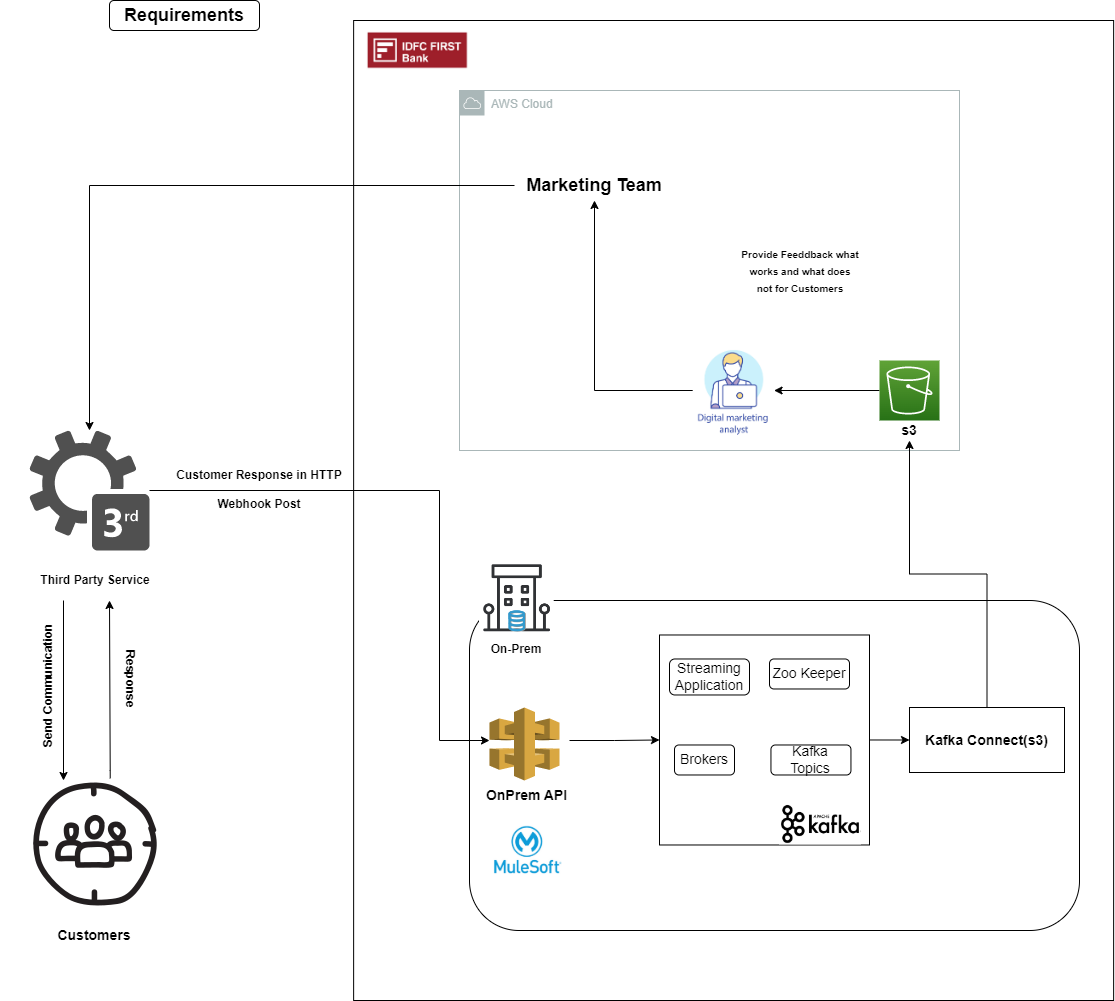 Requirements
IDFC FIRST
Bank
AWS Cloud
Marketing Team
Provide Feeddback what
works and what does
not for Customers
Digital marketing
analyst
s3
Customer Response in HTTP
Webhook Post
3rd
Third Party Service
Send Communication
Response
Customers
On-Prem
OnPrem API
MuleSoft
Streaming
Application
Zoo Keeper
Brokers
Kafka
Topics
APACHE
kafka
Kafka Connect(s3)